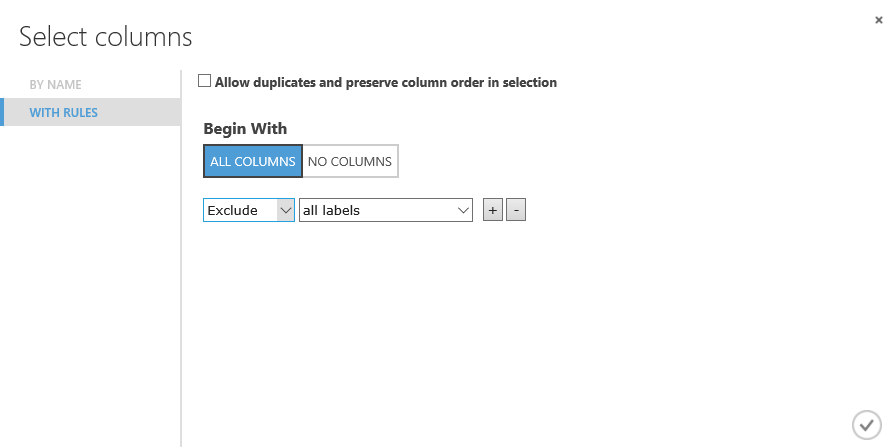 Select columns
BY NAME
WITH RULES
Allow duplicates and preserve column order in selection
Begin With
ALL COLUMNS NO COLUMNS
Exclude all labels + -